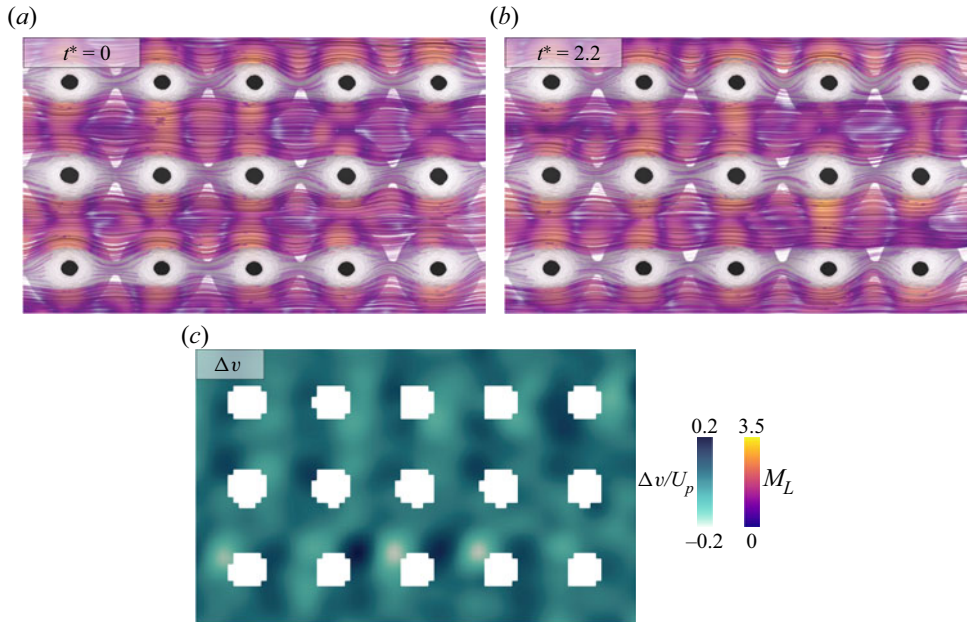 (a)
(b)
t* = 0
t* = 2.2
(c)
Δv
0.2 3.5
Δv/U_p M_L
–0.2 0